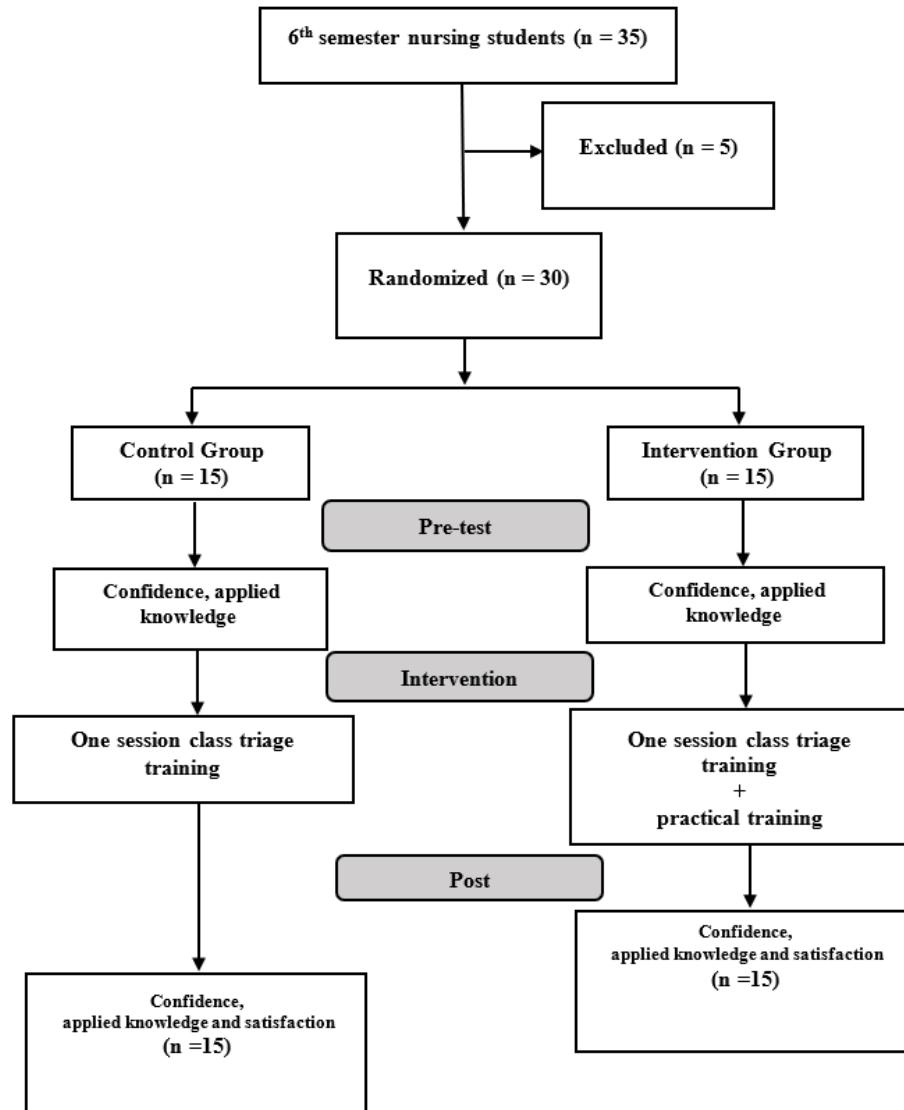 6th semester nursing students (n = 35)
Excluded (n = 5)
Randomized (n = 30)
Control Group
(n = 15)
Intervention Group
(n = 15)
Pre-test
Confidence, applied
knowledge
Confidence, applied
knowledge
Intervention
One session class triage
training
One session class triage
training
+
practical training
Post
Confidence,
applied knowledge and satisfaction
(n =15)
Confidence,
applied knowledge and satisfaction
(n =15)